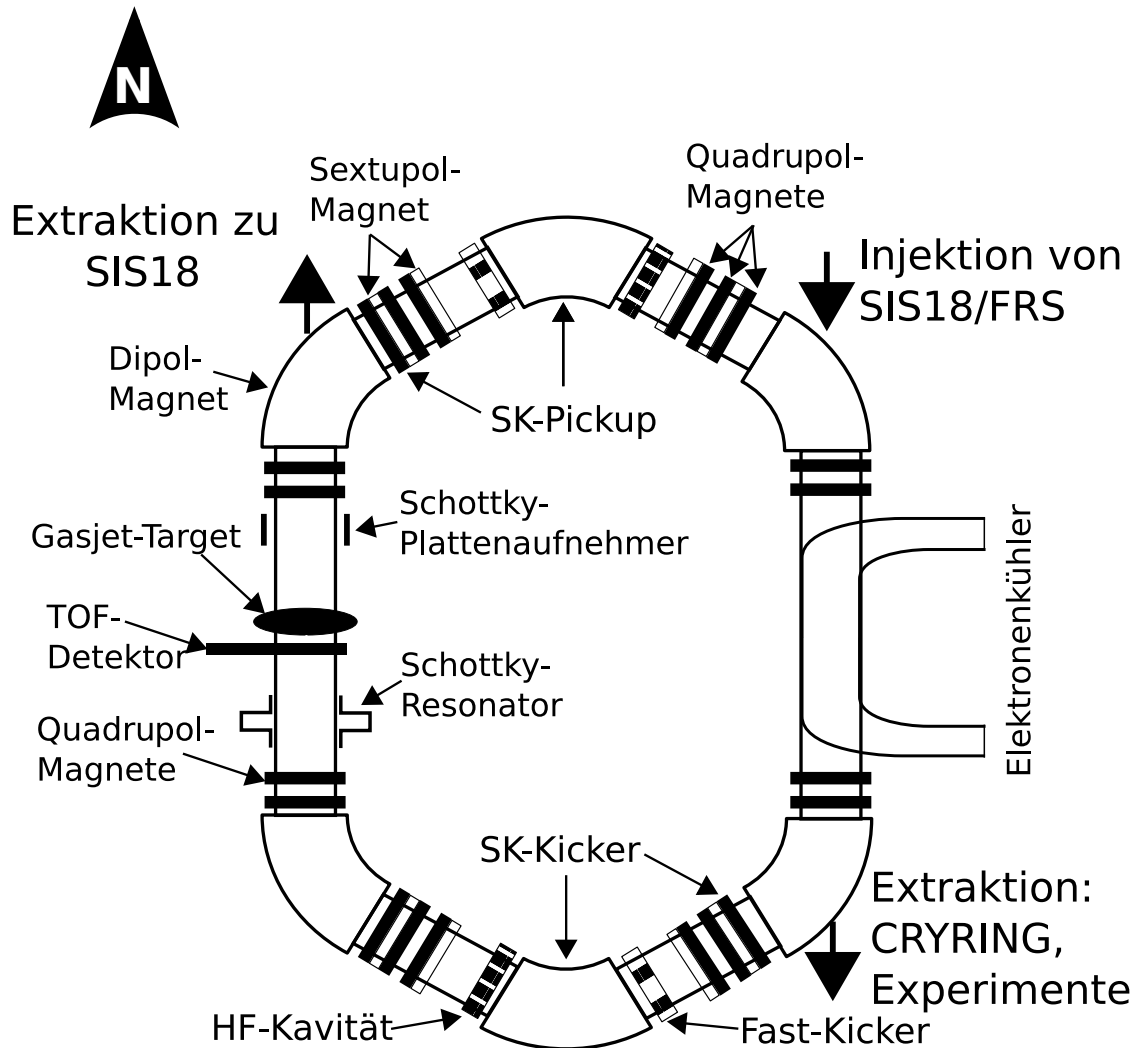 N
Sextupol-
Magnet
Quadrupol-
Magnete
Extraktion zu
SIS18
Injektion von
SIS18/FRS
Dipol-
Magnet
SK-Pickup
Schottky-
Plattenaufnehmer
Gasjet-Target
Elektronenkühler
TOF-
Detektor
Schottky-
Resonator
Quadrupol-
Magnete
SK-Kicker
Extraktion:
CRYRING,
Experimente
HF-Kavität
Fast-Kicker